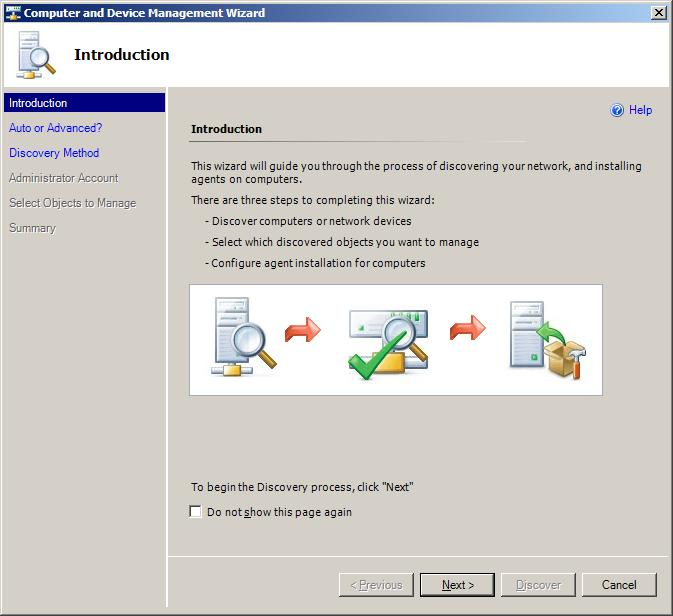 Computer and Device Management Wizard
Introduction
Introduction
Auto or Advanced?
Discovery Method
Administrator Account
Select Objects to Manage
Summary
Help
Introduction
This wizard will guide you through the process of discovering your network, and installing
agents on computers.
There are three steps to completing this wizard:
- Discover computers or network devices
- Select which discovered objects you want to manage
- Configure agent installation for computers
To begin the Discovery process, click "Next"
Do not show this page again
< Previous
Next >
Discover
Cancel